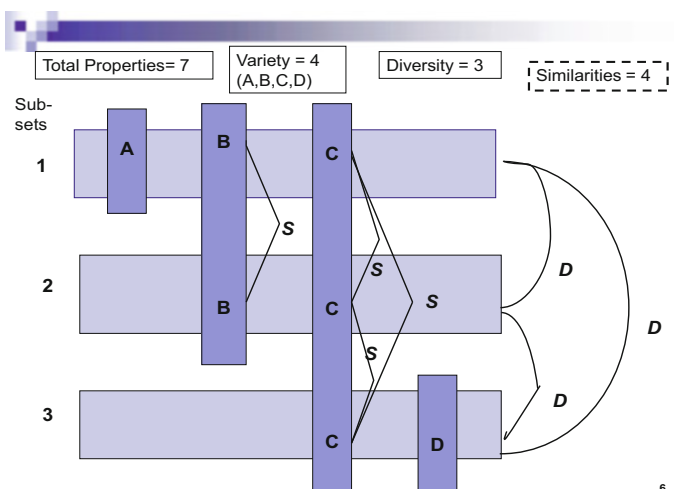 Total Properties= 7
Variety = 4
(A,B,C,D)
Diversity = 3
Similarities = 4
Sub-
sets
1
A
B
C
S
2
B
C
S
S
S
D
D
D
3
C
D
6